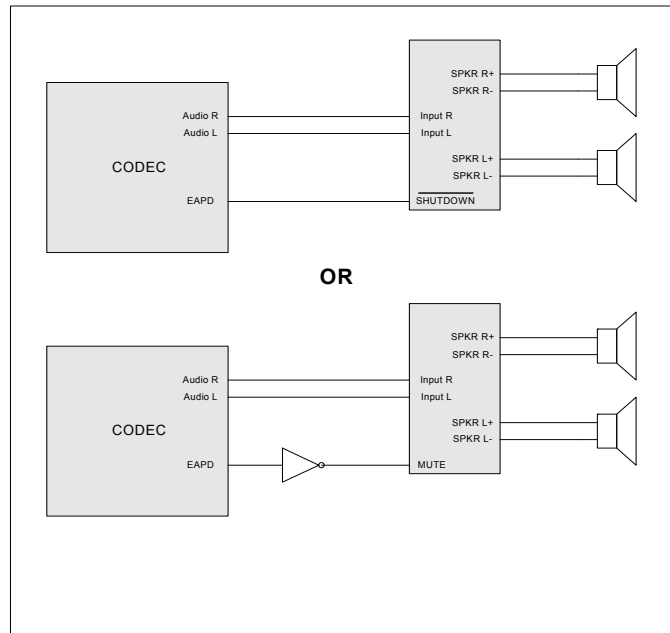 SPKR R+
SPKR R-
Audio R
Input R
Audio L
Input L
CODEC
SPKR L+
SPKR L-
EAPD
SHUTDOWN
OR
SPKR R+
SPKR R-
Audio R
Input R
Audio L
Input L
CODEC
SPKR L+
SPKR L-
EAPD
MUTE